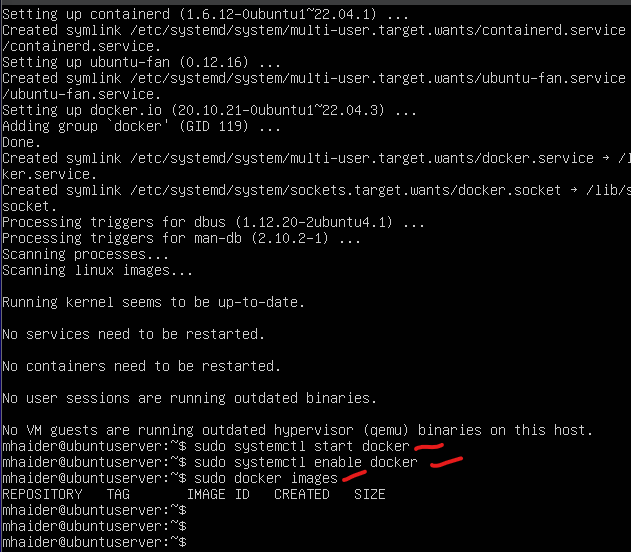 Setting up containerd (1.6.12-0ubuntu1~22.04.1) ...
Created symlink /etc/systemd/system/multi-user.target.wants/containerd.service
/containerd.service.
Setting up ubuntu-fan (0.12.16) ...
Created symlink /etc/systemd/system/multi-user.target.wants/ubuntu-fan.service
/ubuntu-fan.service.
Setting up docker.io (20.10.21-0ubuntu1~22.04.3) ...
Adding group `docker' (GID 119) ...
Done.
Created symlink /etc/systemd/system/multi-user.target.wants/docker.service → /l
ker.service.
Created symlink /etc/systemd/system/sockets.target.wants/docker.socket → /lib/s
socket.
Processing triggers for dbus (1.12.20-2ubuntu4.1) ...
Processing triggers for man-db (2.10.2-1) ...
Scanning processes...
Scanning linux images...
Running kernel seems to be up-to-date.
No services need to be restarted.
No containers need to be restarted.
No user sessions are running outdated binaries.
No VM guests are running outdated hypervisor (qemu) binaries on this host.
mhaider@ubuntuserver:~$ sudo systemctl start docker
mhaider@ubuntuserver:~$ sudo systemctl enable docker
mhaider@ubuntuserver:~$ sudo docker images
REPOSITORY   TAG       IMAGE ID   CREATED   SIZE
mhaider@ubuntuserver:~$
mhaider@ubuntuserver:~$
mhaider@ubuntuserver:~$